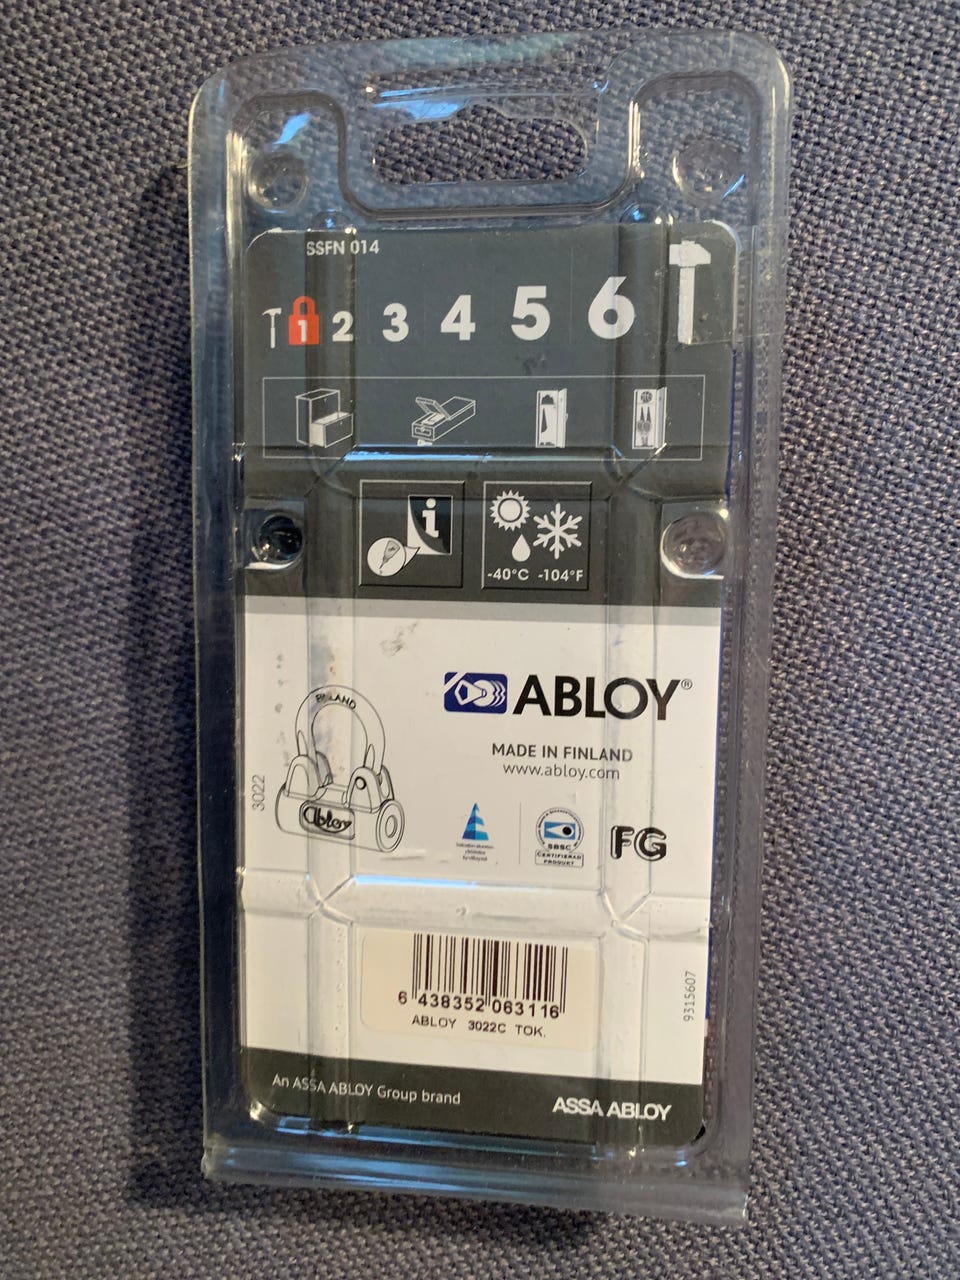 SSFN 014
1 2 3 4 5 6
i
-40°C -104°F
FINLAND
Abloy
3022
ABLOY®
MADE IN FINLAND
www.abloy.com
SBSC
CERTIFIERAD
PRODUKT
FG
6 438352 063116
ABLOY 3022C TOK.
9315607
An ASSA ABLOY Group brand
ASSA ABLOY